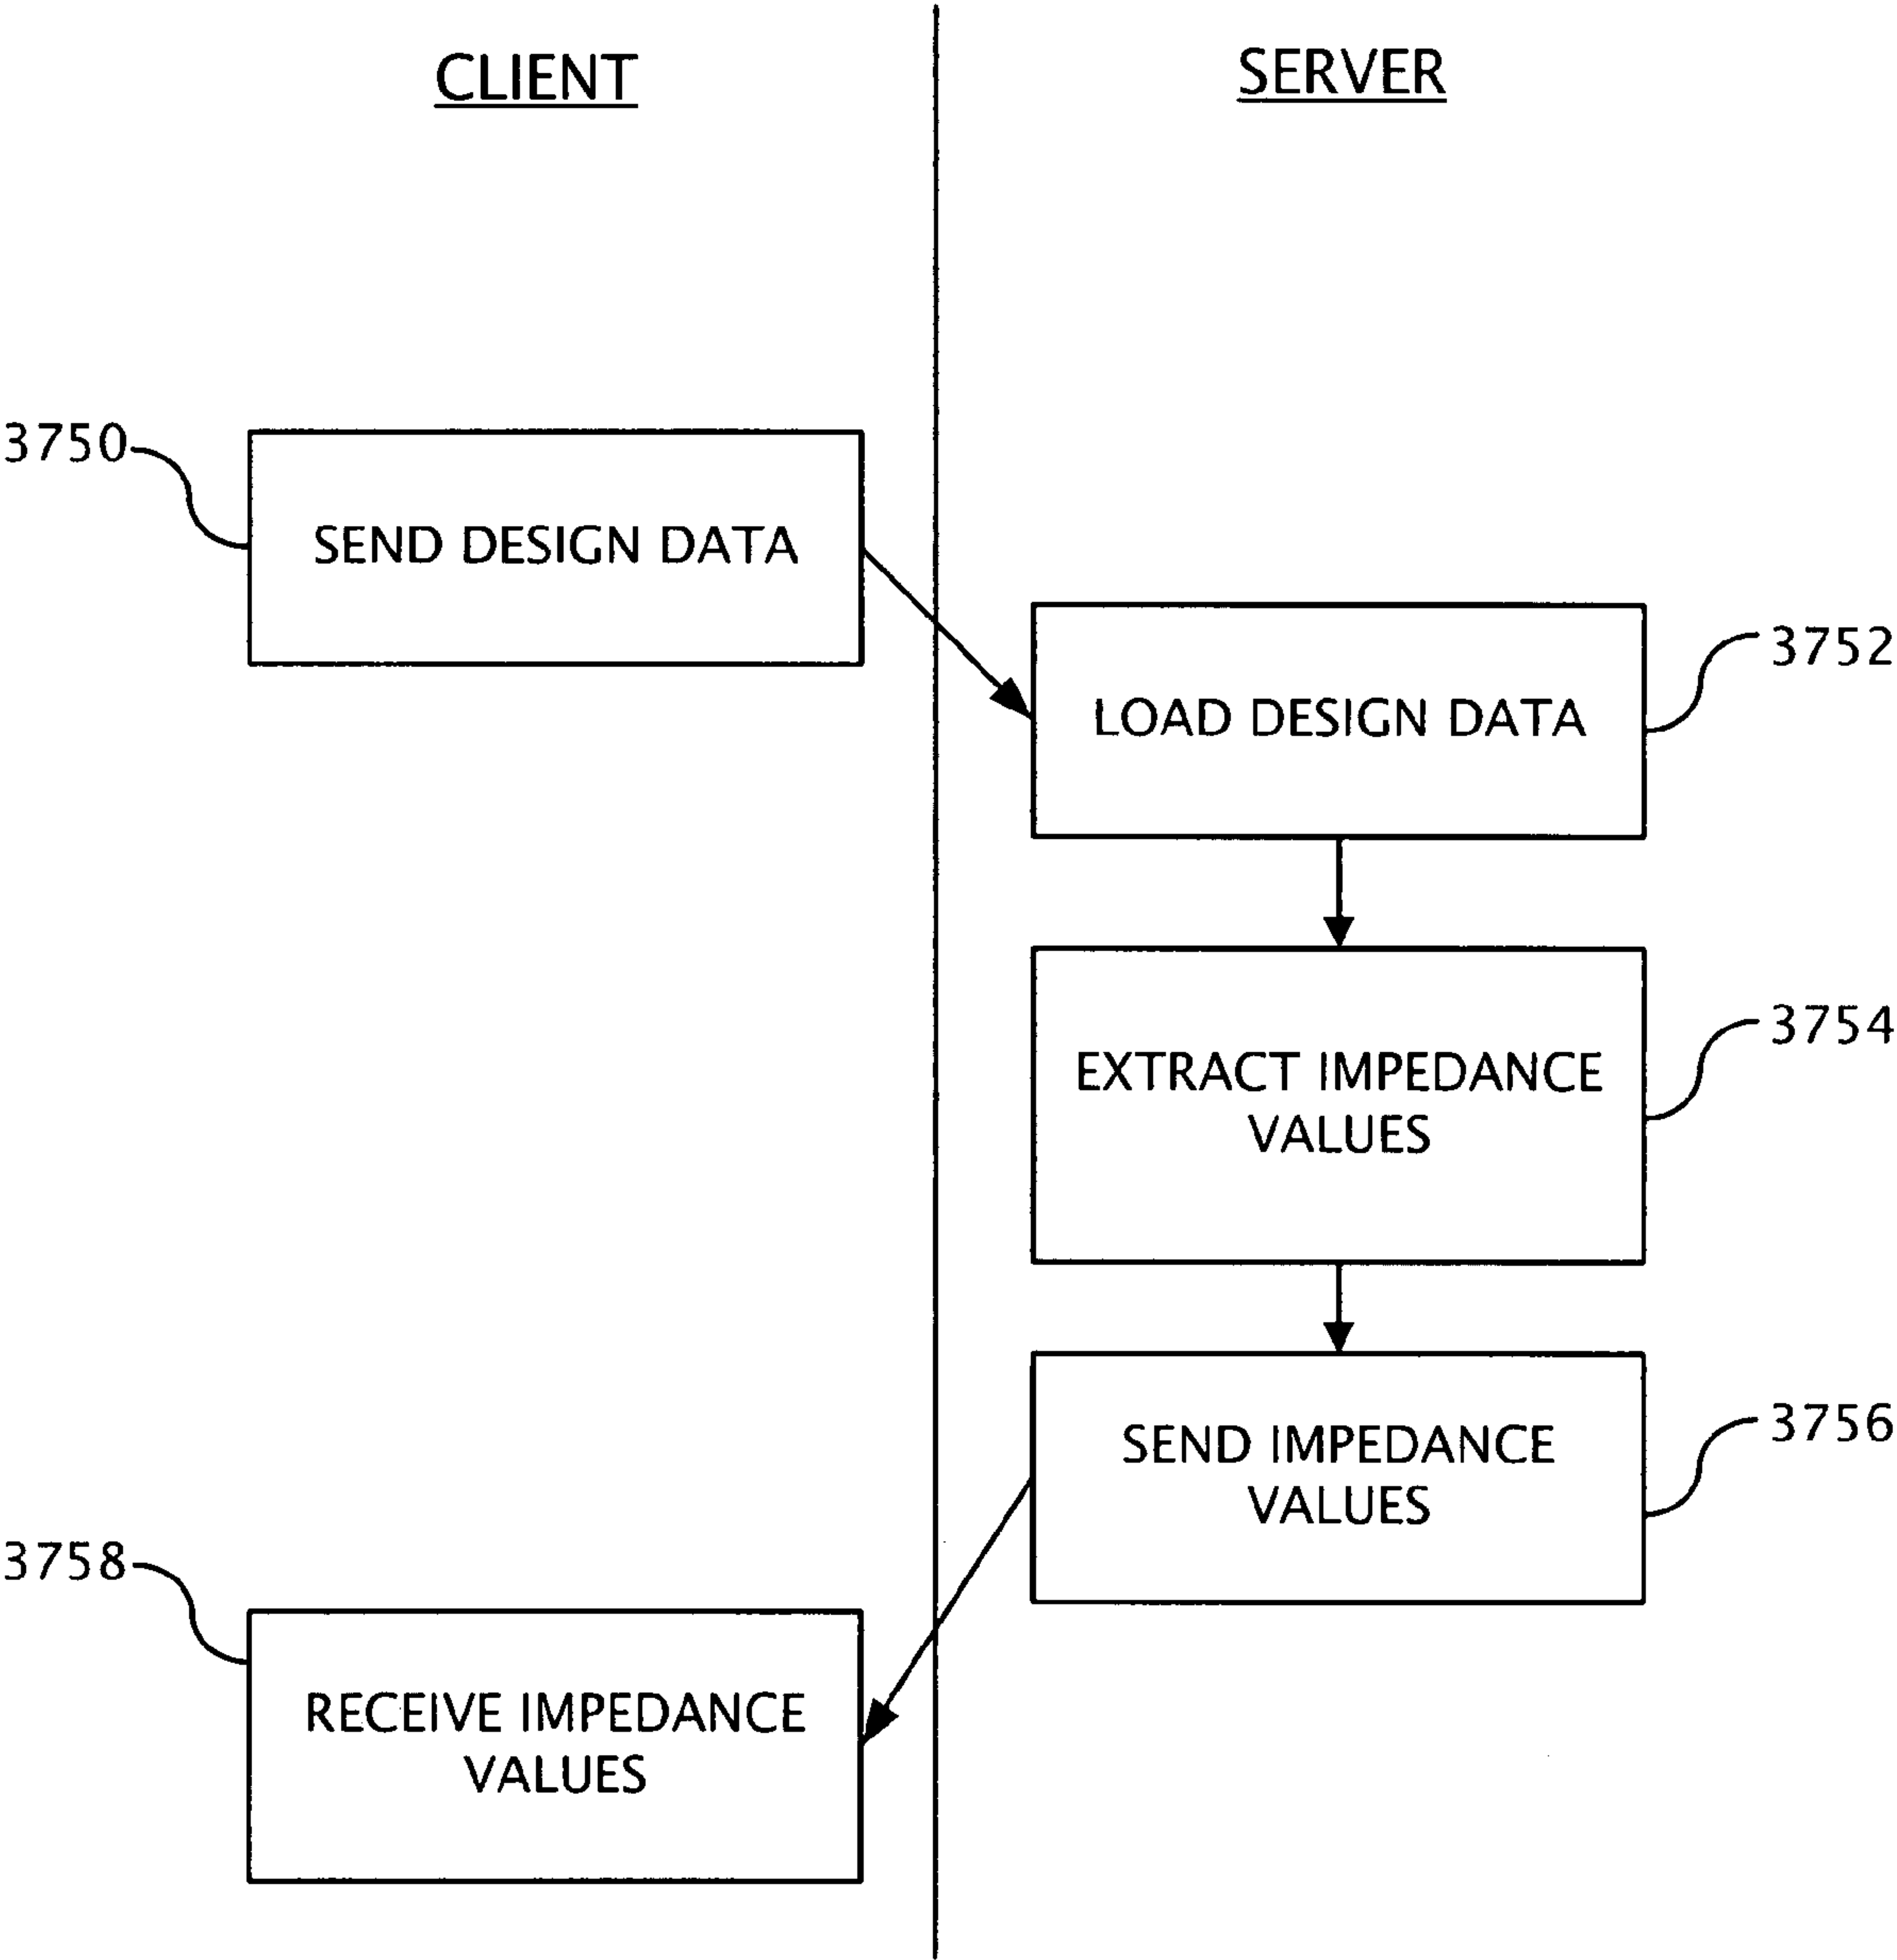 CLIENT
SERVER
3750
SEND DESIGN DATA
3752
LOAD DESIGN DATA
3754
EXTRACT IMPEDANCE
VALUES
3756
SEND IMPEDANCE
VALUES
3758
RECEIVE IMPEDANCE
VALUES